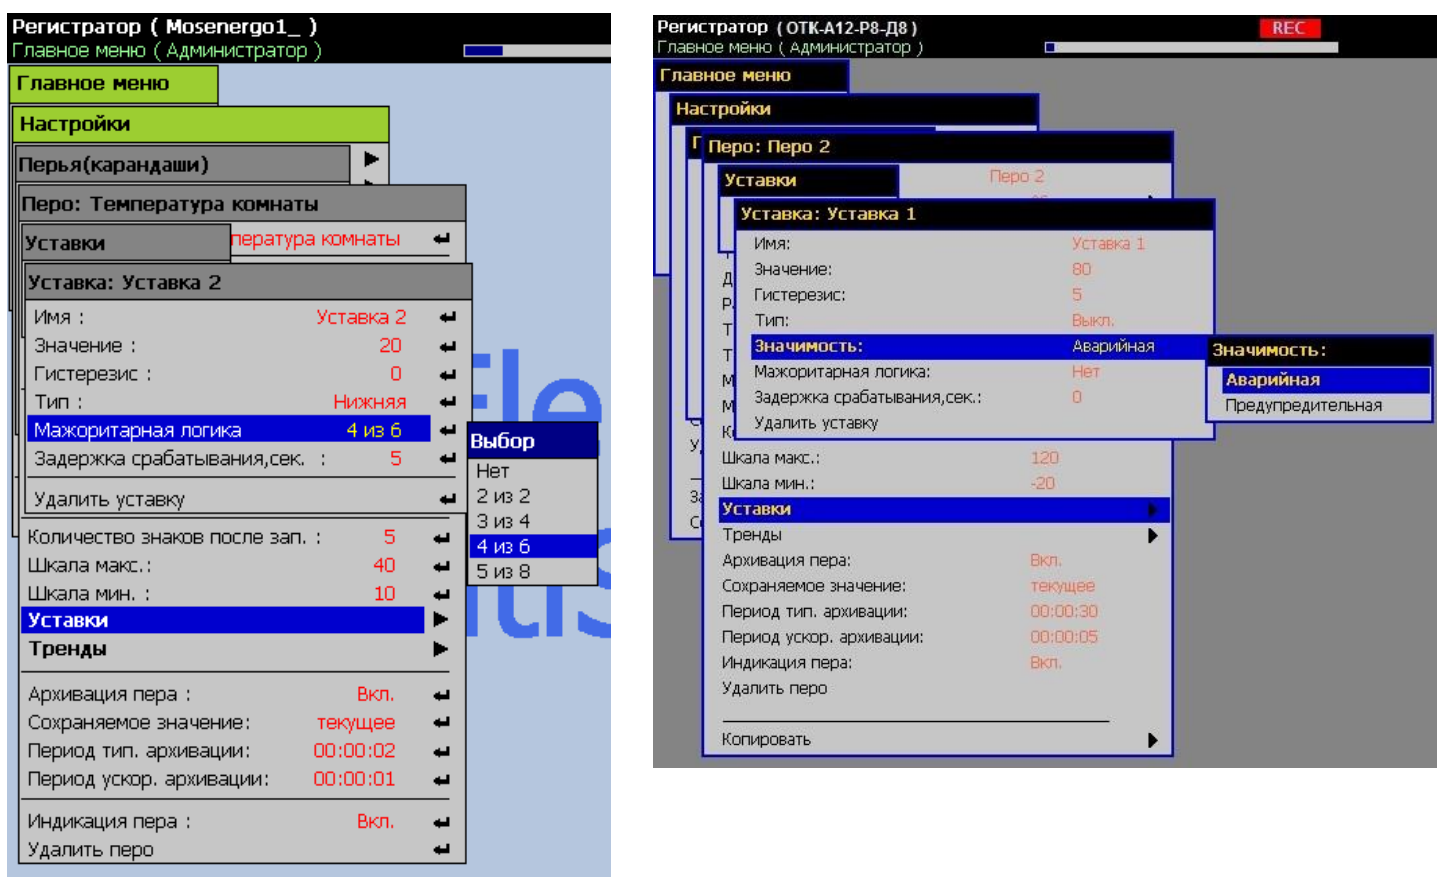 Регистратор ( Mosenergo1_ )
Главное меню ( Администратор )
Главное меню
Настройки
Перья(карандаши)
Перо: Температура комнаты
Уставки
пература комнаты
Уставка: Уставка 2
Имя : Уставка 2
Значение : 20
Гистерезис : 0
Тип : Нижняя
Мажоритарная логика 4 из 6
Задержка срабатывания,сек. : 5
Удалить уставку
Выбор
Нет
2 из 2
3 из 4
4 из 6
5 из 8
Количество знаков после зап. : 5
Шкала макс.: 40
Шкала мин. : 10
Уставки
Тренды
Архивация пера : Вкл.
Сохраняемое значение: текущее
Период тип. архивации: 00:00:02
Период ускор. архивации: 00:00:01
Индикация пера : Вкл.
Удалить перо
Регистратор ( ОТК-А12-Р8-Д8 )
REC
Главное меню ( Администратор )
Главное меню
Настройки
Перо: Перо 2
Уставки
Перо 2
Уставка: Уставка 1
Имя: Уставка 1
Значение: 80
Гистерезис: 5
Тип: Выкл.
Значимость: Аварийная
Мажоритарная логика: Нет
Задержка срабатывания,сек.: 0
Удалить уставку
Значимость:
Аварийная
Предупредительная
Шкала макс.: 120
Шкала мин.: -20
Уставки
Тренды
Архивация пера: Вкл.
Сохраняемое значение: текущее
Период тип. архивации: 00:00:30
Период ускор. архивации: 00:00:05
Индикация пера: Вкл.
Удалить перо
Копировать